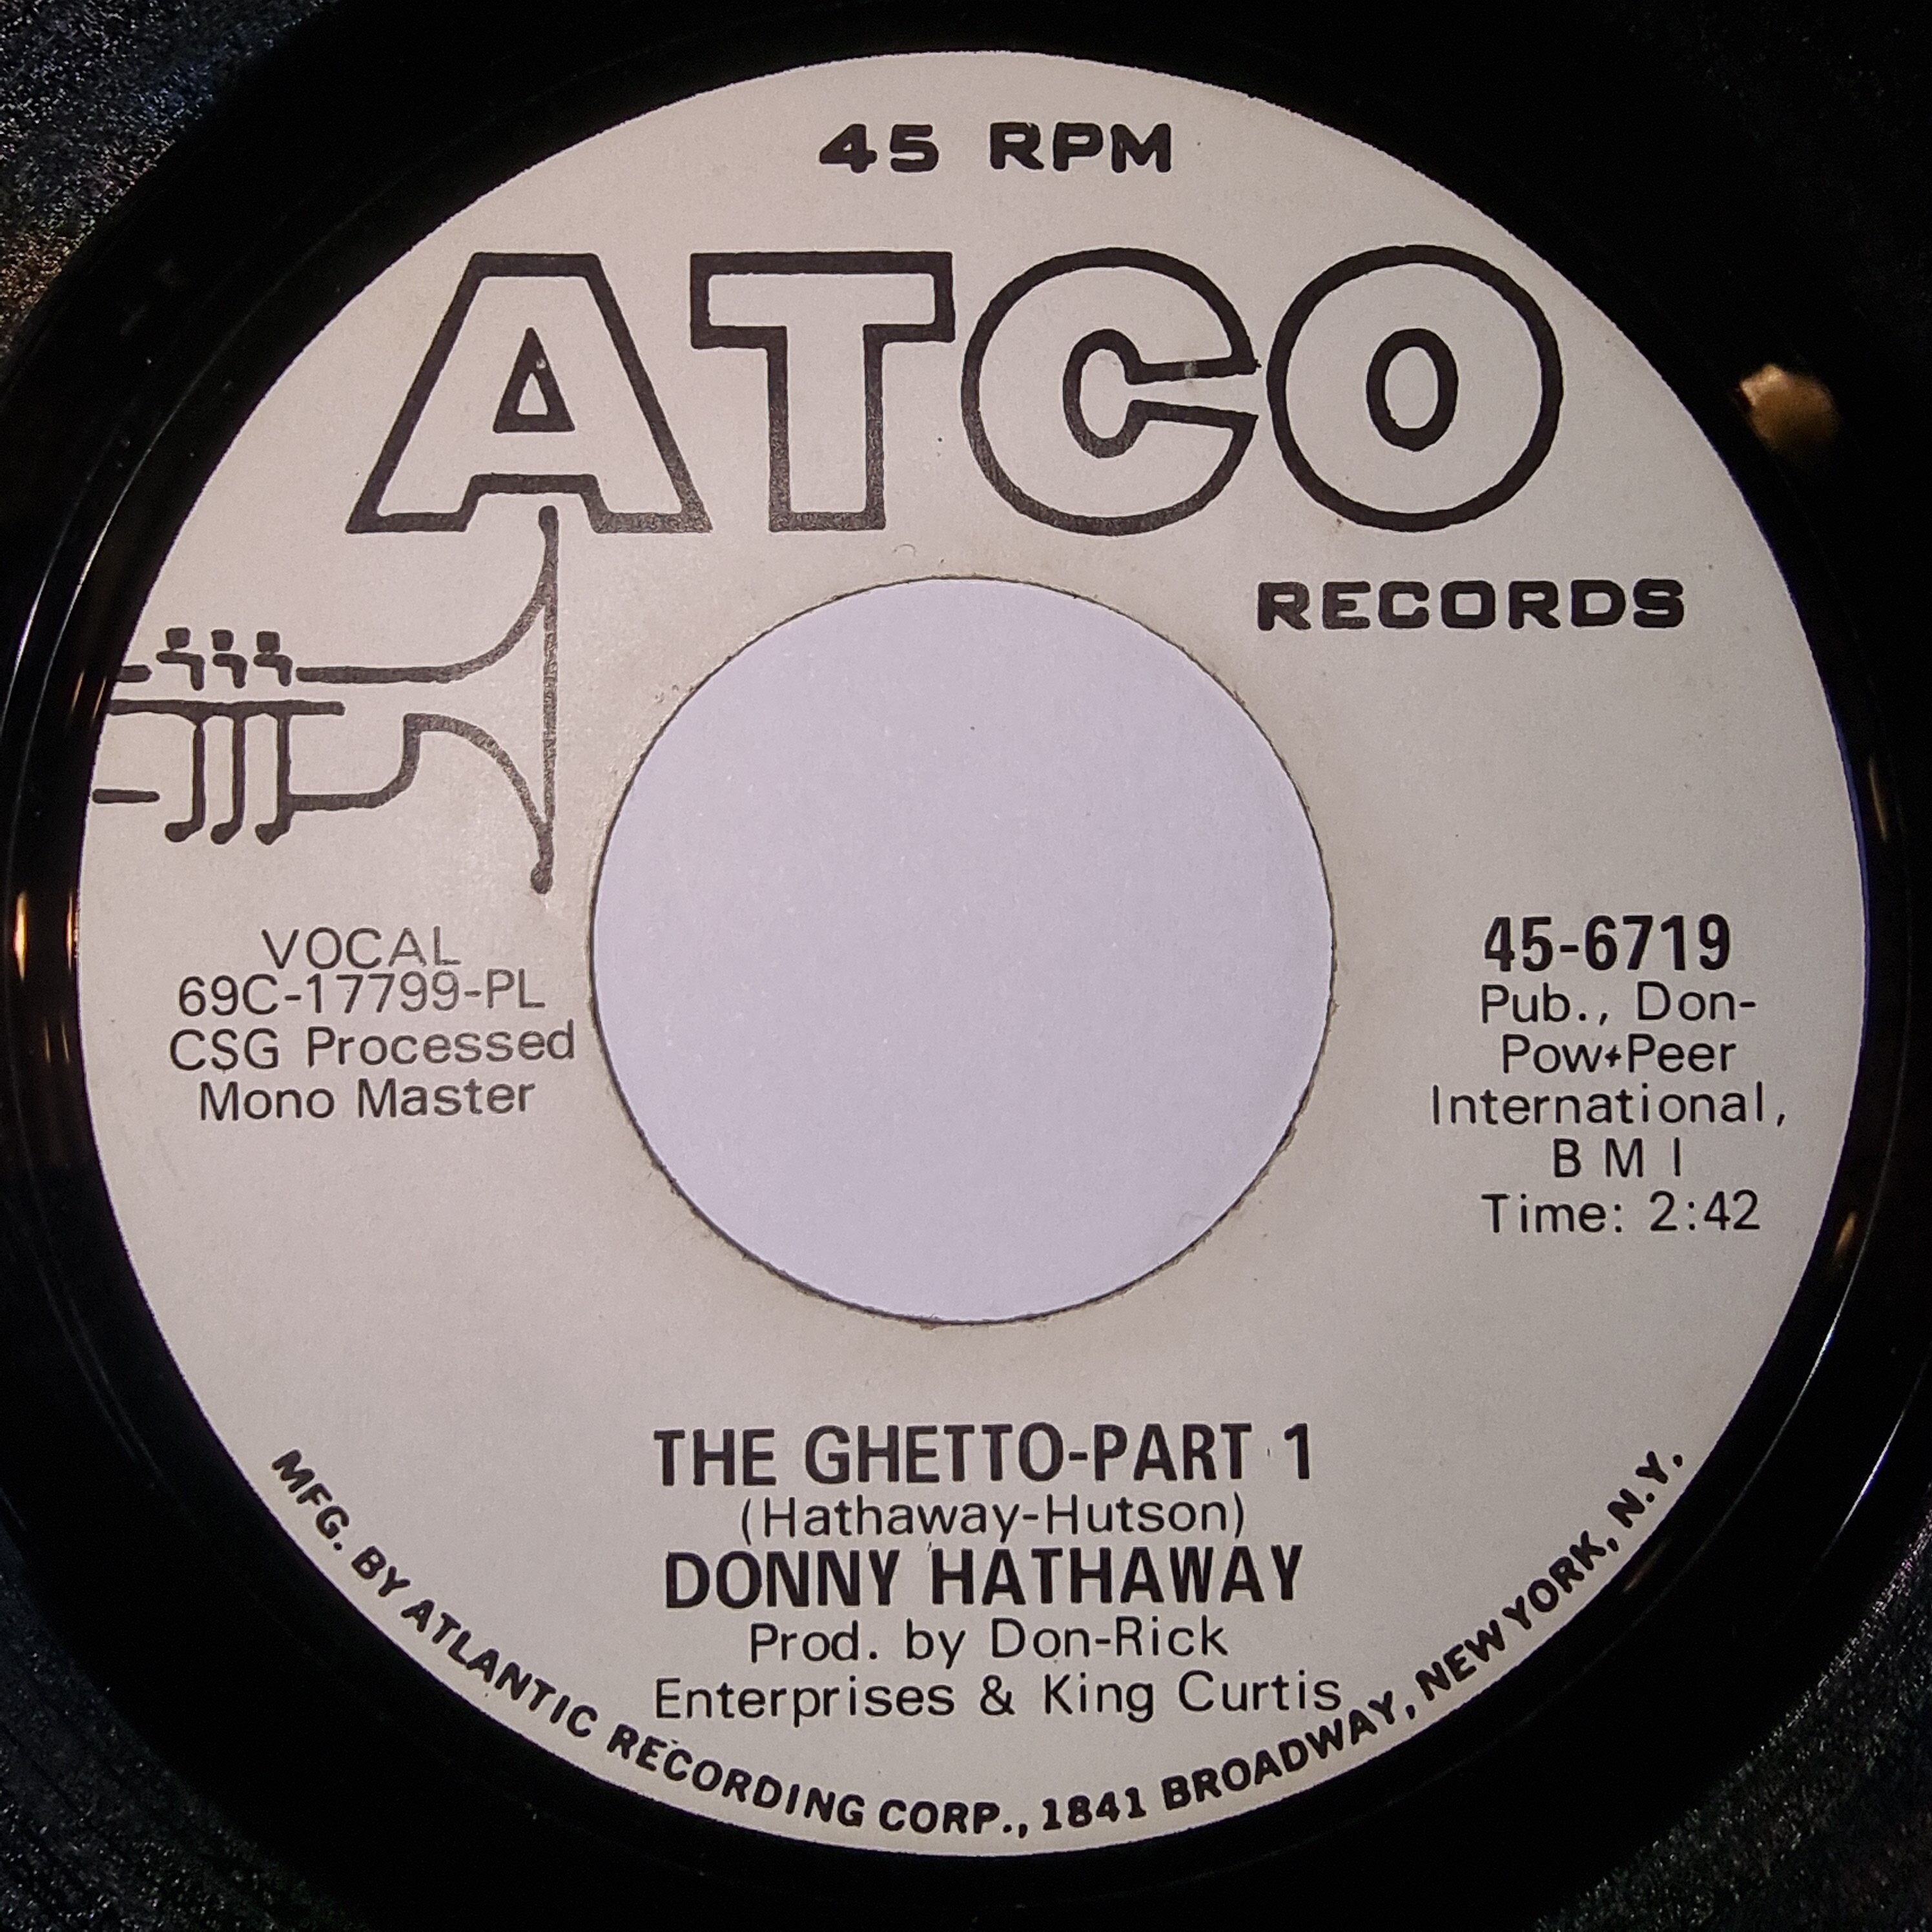 45 RPM
ATCO
RECORDS
VOCAL
69C-17799-PL
CSG Processed
Mono Master
45-6719
Pub., Don-
Pow+Peer
International,
B M I
Time: 2:42
THE GHETTO-PART 1
(Hathaway-Hutson)
DONNY HATHAWAY
Prod. by Don-Rick
Enterprises & King Curtis
MFG. BY ATLANTIC RECORDING CORP., 1841 BROADWAY, NEW YORK, N.Y.